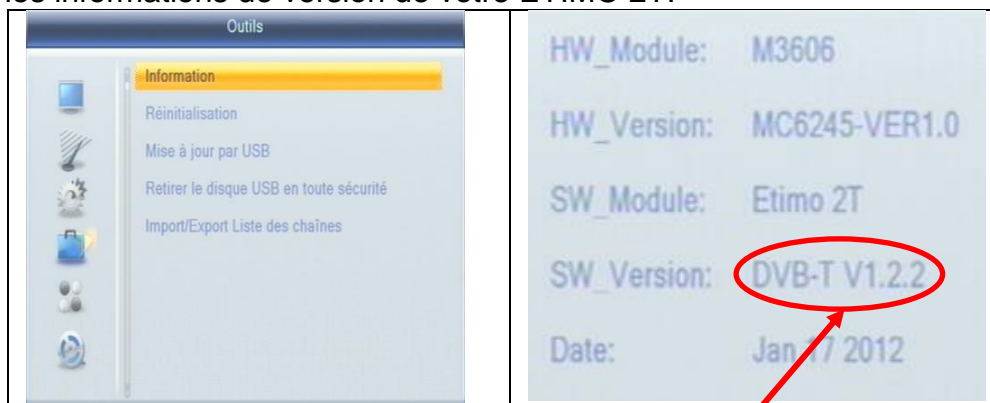 les informations de version de votre ETIMO 2T.
Outils
Information
Réinitialisation
Mise à jour par USB
Retirer le disque USB en toute sécurité
Import/Export Liste des chaînes
HW_Module: M3606
HW_Version: MC6245-VER1.0
SW_Module: Etimo 2T
SW_Version: DVB-T V1.2.2
Date: Jan 17 2012